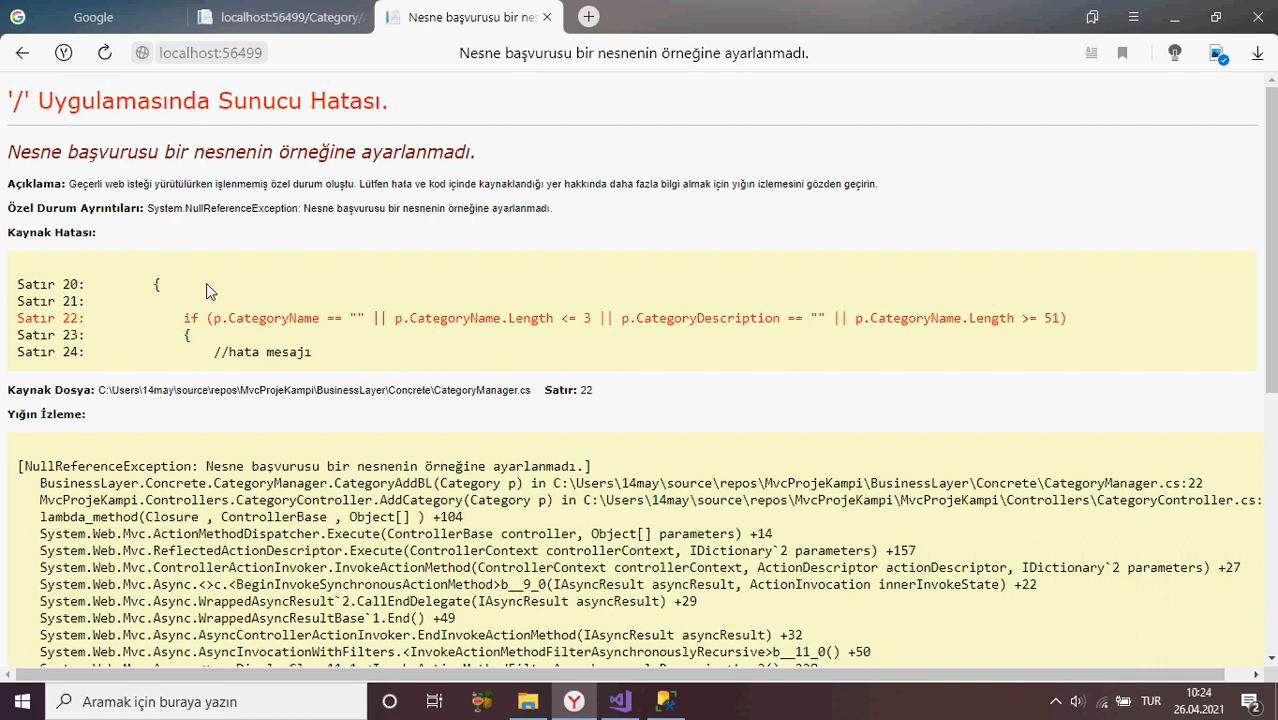 Google
localhost:56499/Category/
Nesne başvurusu bir nes
localhost:56499
Nesne başvurusu bir nesnenin örneğine ayarlanmadı.
'/' Uygulamasında Sunucu Hatası.
Nesne başvurusu bir nesnenin örneğine ayarlanmadı.
Açıklama: Geçerli web isteği yürütülürken işlenmemiş özel durum oluştu. Lütfen hata ve kod içinde kaynaklandığı yer hakkında daha fazla bilgi almak için yığın izlemesini gözden geçirin.
Özel Durum Ayrıntıları: System.NullReferenceException: Nesne başvurusu bir nesnenin örneğine ayarlanmadı.
Kaynak Hatası:
Satır 20:         {
Satır 21:
Satır 22:             if (p.CategoryName == "" || p.CategoryName.Length <= 3 || p.CategoryDescription == "" || p.CategoryName.Length >= 51)
Satır 23:             {
Satır 24:                 //hata mesajı
Kaynak Dosya: C:\Users\14may\source\repos\MvcProjeKampi\BusinessLayer\Concrete\CategoryManager.cs    Satır: 22
Yığın İzleme:
[NullReferenceException: Nesne başvurusu bir nesnenin örneğine ayarlanmadı.]
BusinessLayer.Concrete.CategoryManager.CategoryAddBL(Category p) in C:\Users\14may\source\repos\MvcProjeKampi\BusinessLayer\Concrete\CategoryManager.cs:22
MvcProjeKampi.Controllers.CategoryController.AddCategory(Category p) in C:\Users\14may\source\repos\MvcProjeKampi\MvcProjeKampi\Controllers\CategoryController.cs:
lambda_method(Closure , ControllerBase , Object[] ) +104
System.Web.Mvc.ActionMethodDispatcher.Execute(ControllerBase controller, Object[] parameters) +14
System.Web.Mvc.ReflectedActionDescriptor.Execute(ControllerContext controllerContext, IDictionary`2 parameters) +157
System.Web.Mvc.ControllerActionInvoker.InvokeActionMethod(ControllerContext controllerContext, ActionDescriptor actionDescriptor, IDictionary`2 parameters) +27
System.Web.Mvc.Async.<>c.<BeginInvokeSynchronousActionMethod>b__9_0(IAsyncResult asyncResult, ActionInvocation innerInvokeState) +22
System.Web.Mvc.Async.WrappedAsyncResult`2.CallEndDelegate(IAsyncResult asyncResult) +29
System.Web.Mvc.Async.WrappedAsyncResultBase`1.End() +49
System.Web.Mvc.Async.AsyncControllerActionInvoker.EndInvokeActionMethod(IAsyncResult asyncResult) +32
System.Web.Mvc.Async.AsyncInvocationWithFilters.<InvokeActionMethodFilterAsynchronouslyRecursive>b__11_0() +50
Aramak için buraya yazın
TUR
10:24
26.04.2021
2